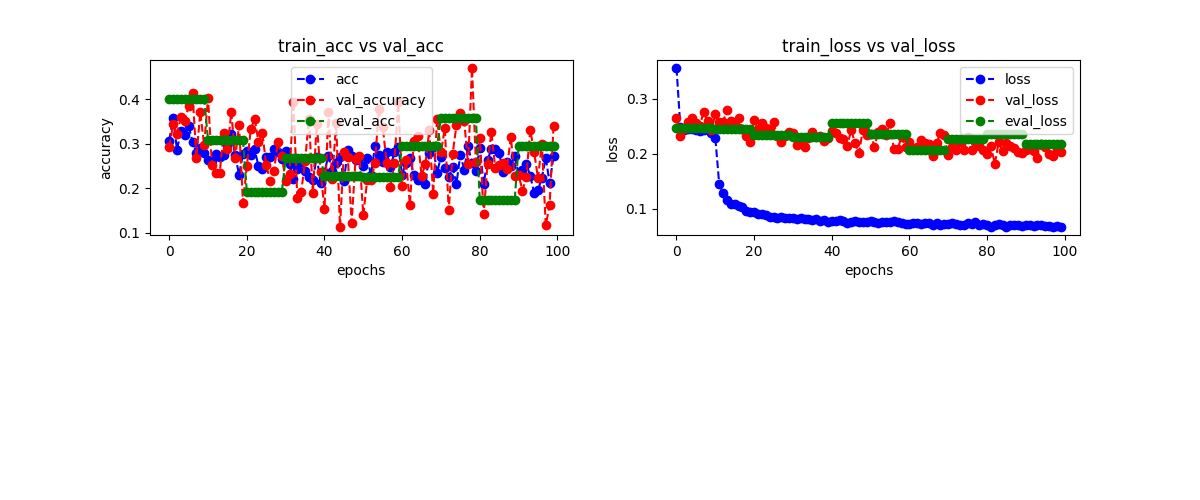 train_acc vs val_acc
acc
val_accuracy
eval_acc
accuracy
0.4
0.3
0.2
0.1
0 20 40 60 80 100
epochs
train_loss vs val_loss
loss
val_loss
eval_loss
loss
0.3
0.2
0.1
0 20 40 60 80 100
epochs